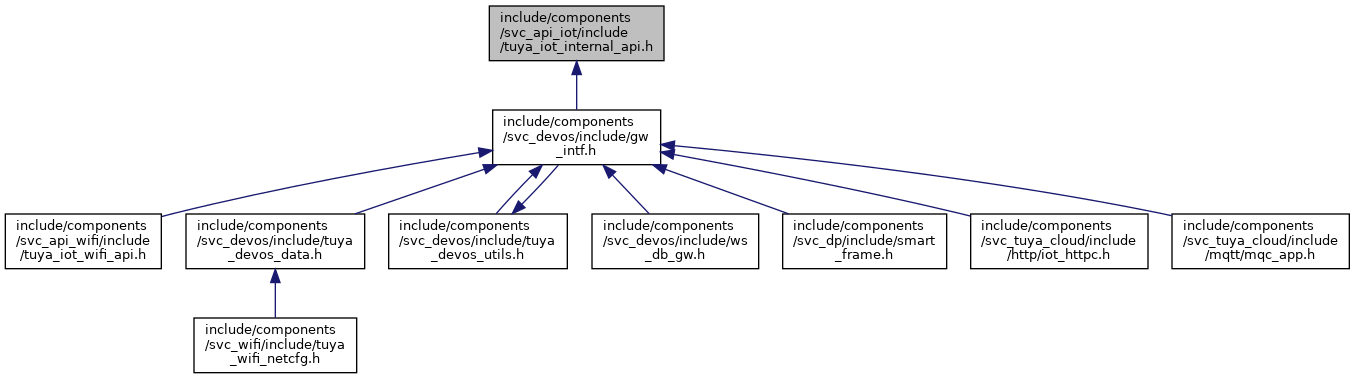 include/components
/svc_api_iot/include
/tuya_iot_internal_api.h
include/components
/svc_devos/include/gw
_intf.h
include/components
/svc_api_wifi/include
/tuya_iot_wifi_api.h
include/components
/svc_devos/include/tuya
_devos_data.h
include/components
/svc_devos/include/tuya
_devos_utils.h
include/components
/svc_devos/include/ws
_db_gw.h
include/components
/svc_dp/include/smart
_frame.h
include/components
/svc_tuya_cloud/include
/http/iot_httpc.h
include/components
/svc_tuya_cloud/include
/mqtt/mqc_app.h
include/components
/svc_wifi/include/tuya
_wifi_netcfg.h